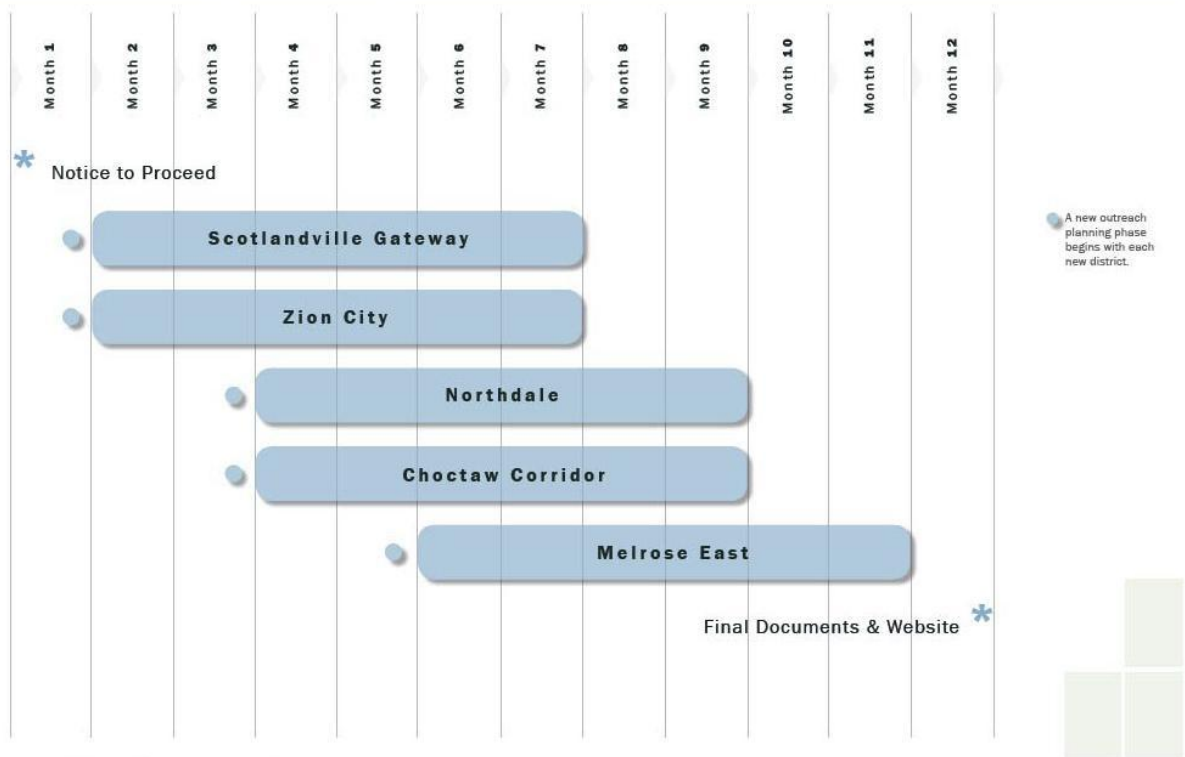 Month 1
Month 2
Month 3
Month 4
Month 5
Month 6
Month 7
Month 8
Month 9
Month 10
Month 11
Month 12
* Notice to Proceed
Scotlandville Gateway
Zion City
Northdale
Choctaw Corridor
Melrose East
Final Documents & Website *
A new outreach
planning phase
begins with each
new district.